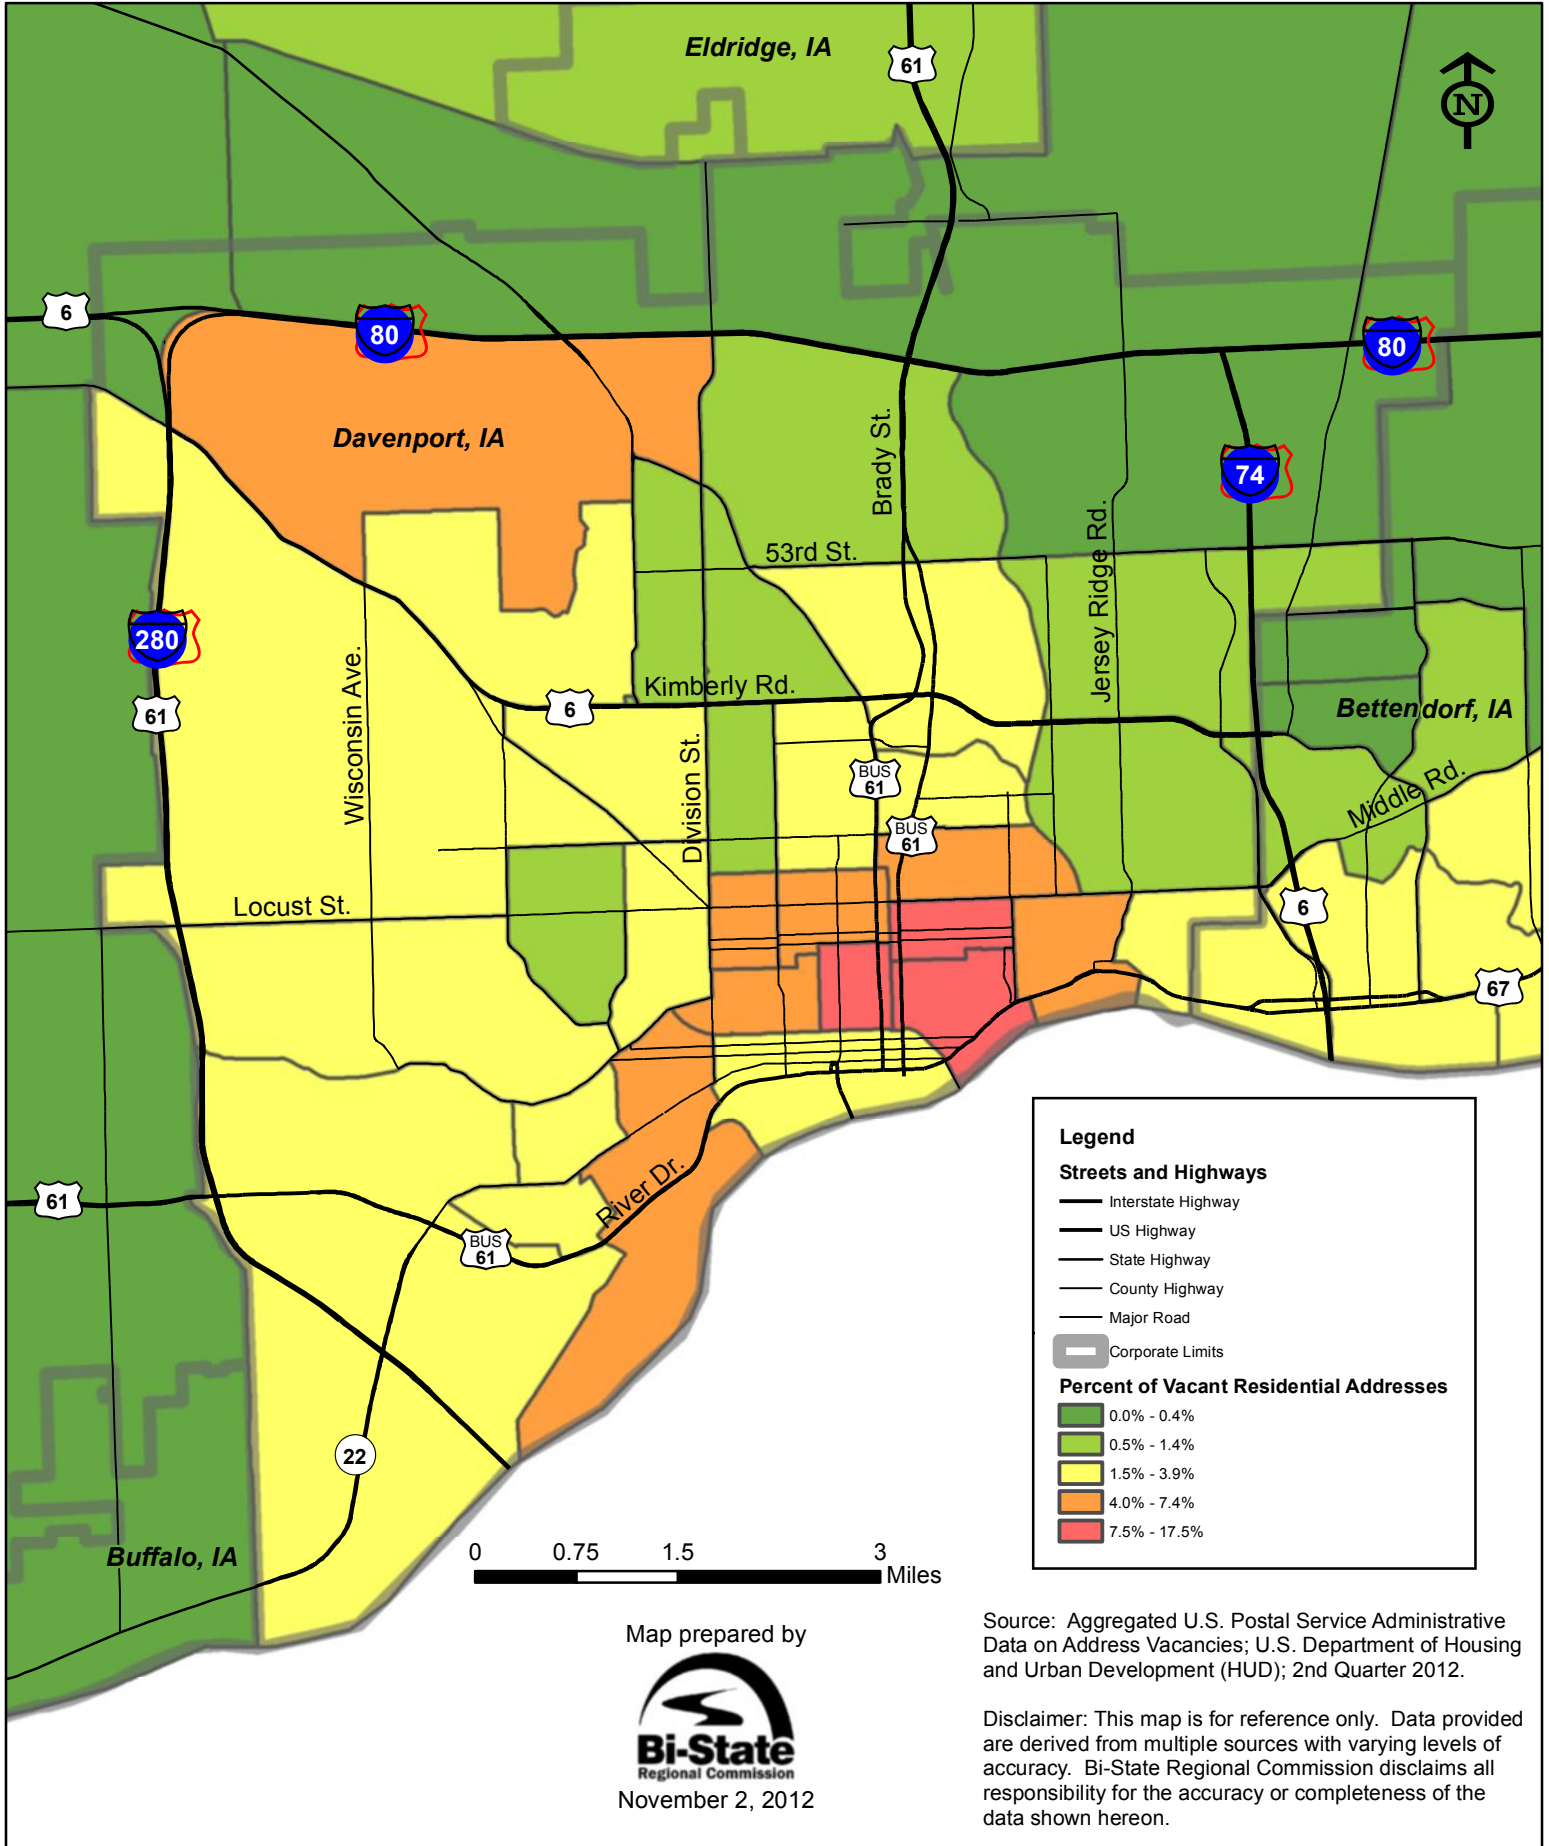 Eldridge, IA
61
N
6
80
80
Davenport, IA
Brady St.
74
53rd St.
Jersey Ridge Rd.
280
Wisconsin Ave.
Kimberly Rd.
61
6
Bettendorf, IA
Division St.
BUS
61
Middle Rd.
BUS
61
Locust St.
6
67
River Dr.
61
BUS
61
22
Buffalo, IA
Legend
Streets and Highways
Interstate Highway
US Highway
State Highway
County Highway
Major Road
Corporate Limits
Percent of Vacant Residential Addresses
0.0% - 0.4%
0.5% - 1.4%
1.5% - 3.9%
4.0% - 7.4%
7.5% - 17.5%
0 0.75 1.5 3
Miles
Map prepared by
Bi-State
Regional Commission
November 2, 2012
Source: Aggregated U.S. Postal Service Administrative
Data on Address Vacancies; U.S. Department of Housing
and Urban Development (HUD); 2nd Quarter 2012.
Disclaimer: This map is for reference only. Data provided
are derived from multiple sources with varying levels of
accuracy. Bi-State Regional Commission disclaims all
responsibility for the accuracy or completeness of the
data shown hereon.